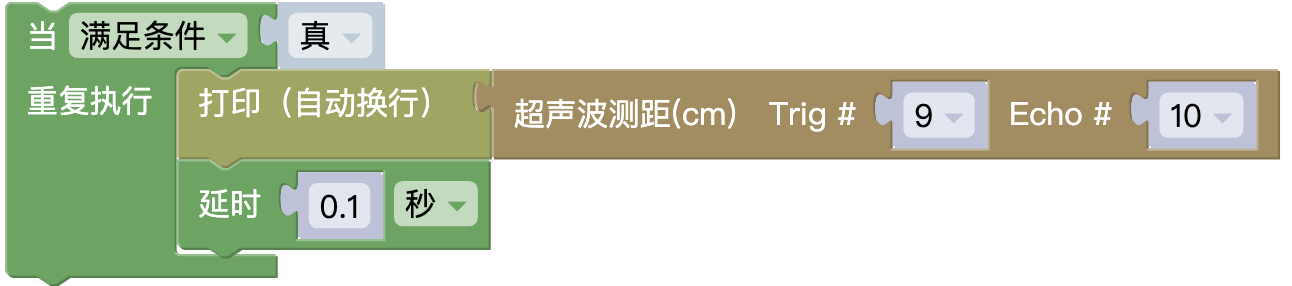 当 满足条件 真
重复执行 打印（自动换行） 超声波测距(cm) Trig # 9 Echo # 10
延时 0.1 秒